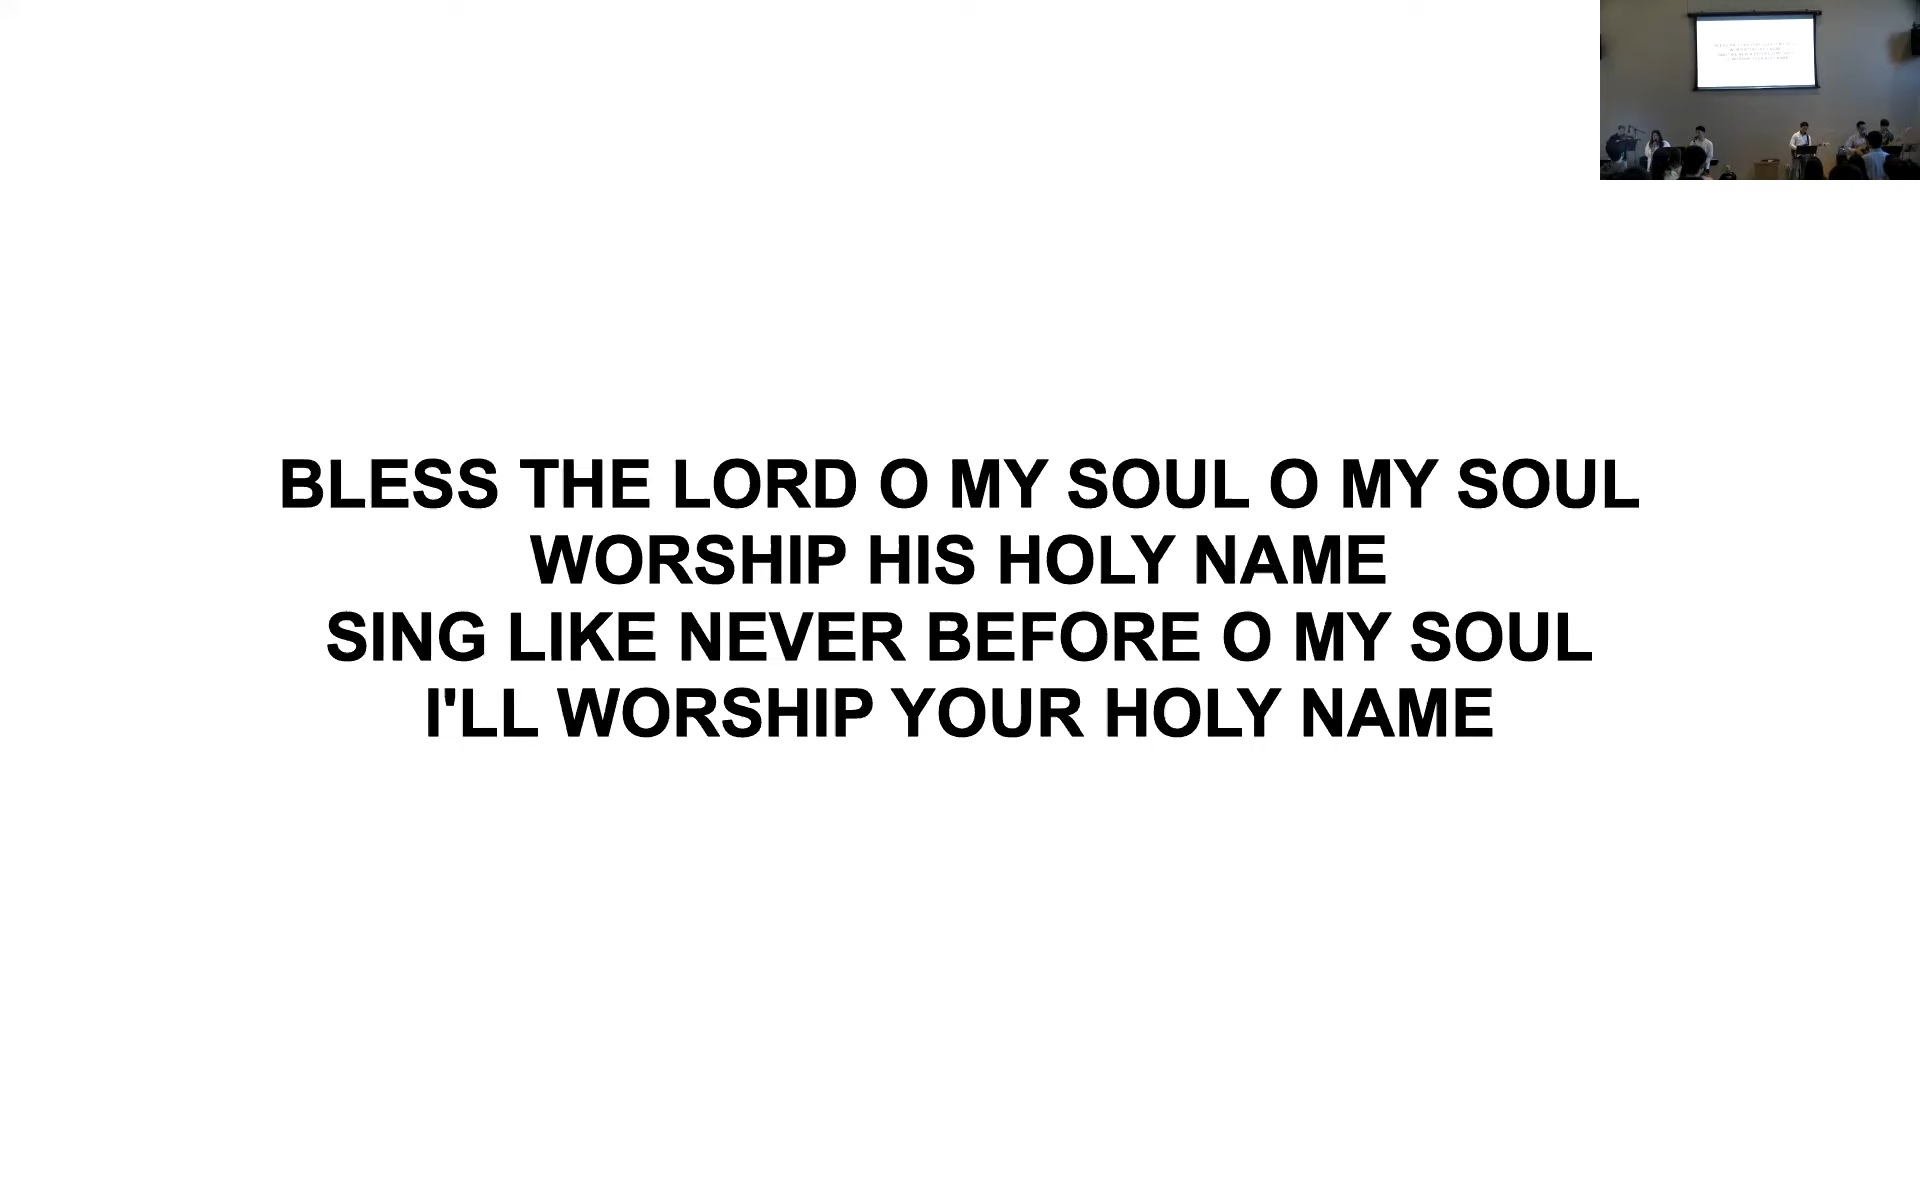 BLESS THE LORD O MY SOUL O MY SOUL
WORSHIP HIS HOLY NAME
SING LIKE NEVER BEFORE O MY SOUL
I'LL WORSHIP YOUR HOLY NAME